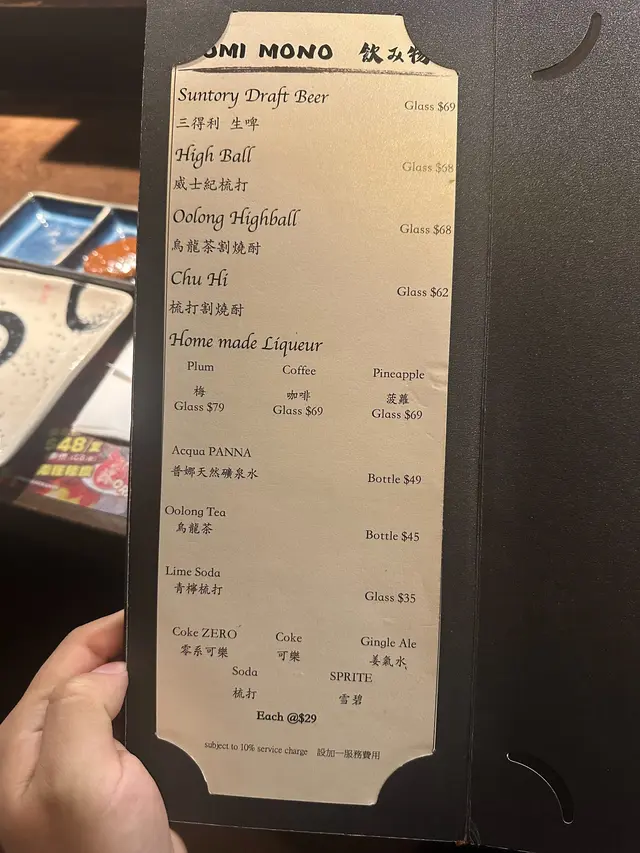 OMI MONO 飲み物
Suntory Draft Beer Glass $69
三得利 生啤
High Ball Glass $68
威士紀梳打
Oolong Highball Glass $68
烏龍茶割燒酎
Chu Hi Glass $62
梳打割燒酎
Home made Liqueur
Plum Coffee Pineapple
梅 咖啡 菠蘿
Glass $79 Glass $69 Glass $69
Acqua PANNA
普娜天然礦泉水 Bottle $49
Oolong Tea
烏龍茶 Bottle $45
Lime Soda
青檸梳打 Glass $35
Coke ZERO Coke Gingle Ale
零系可樂 可樂 姜氣水
Soda SPRITE
梳打 雪碧
Each @$29
subject to 10% service charge 設加一服務費用
48